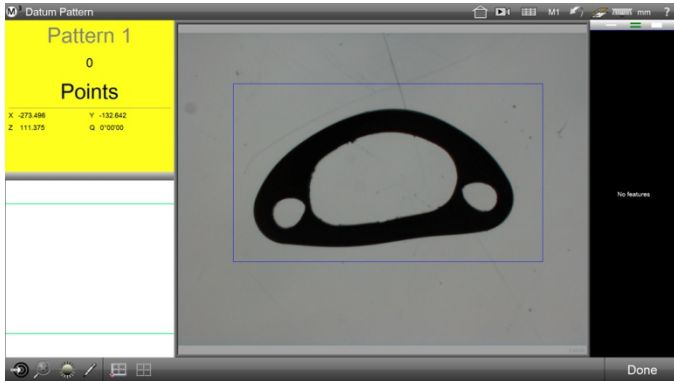 M³ Datum Pattern
M1
mm
?
Pattern 1
0
Points
X -273.496 Y -132.642
Z 111.375 Q 0°00'00
No features
Done